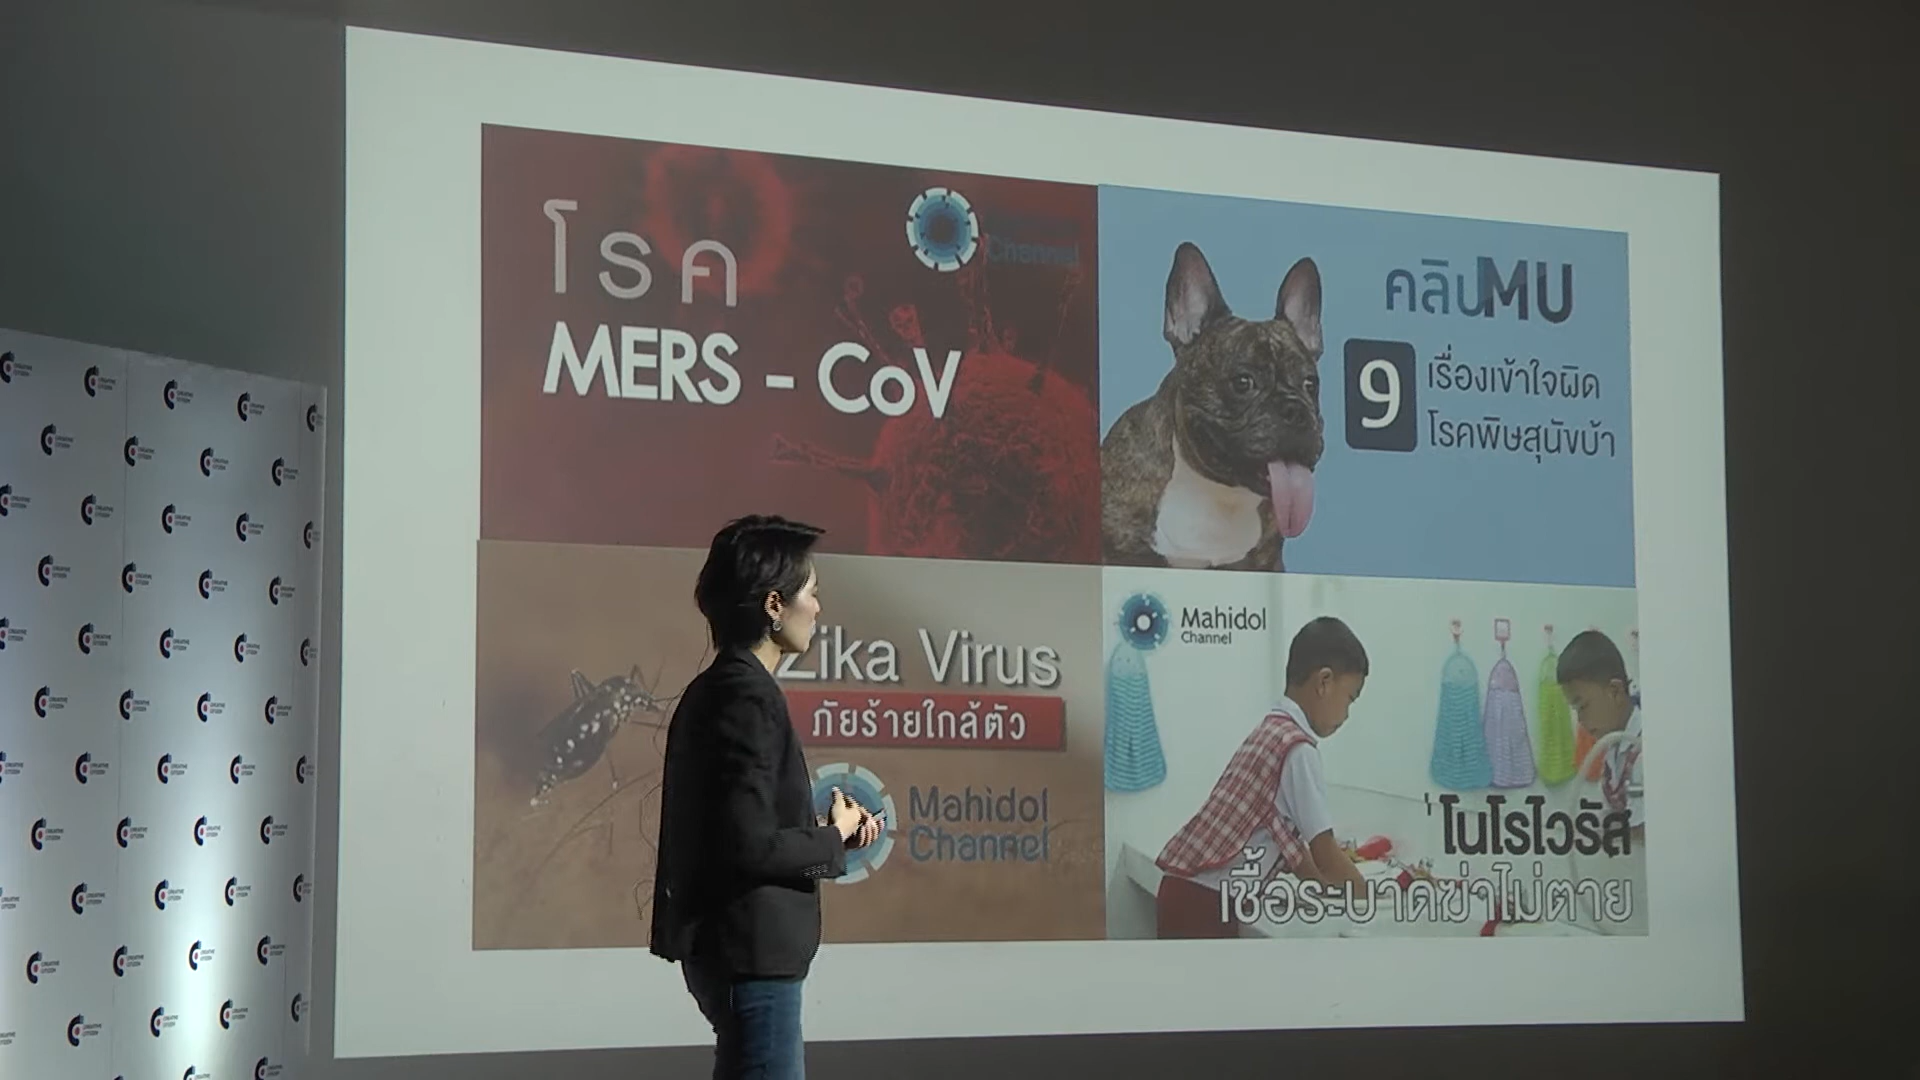 โรค
MERS - CoV
Channel
คลิปMU
9
เรื่องเข้าใจผิด
โรคพิษสุนัขบ้า
Zika Virus
ภัยร้ายใกล้ตัว
Mahidol
Channel
Mahidol
Channel
โนโรไวรัส
เชื้อระบาดฆ่าไม่ตาย
CREATIVE
CITIZEN